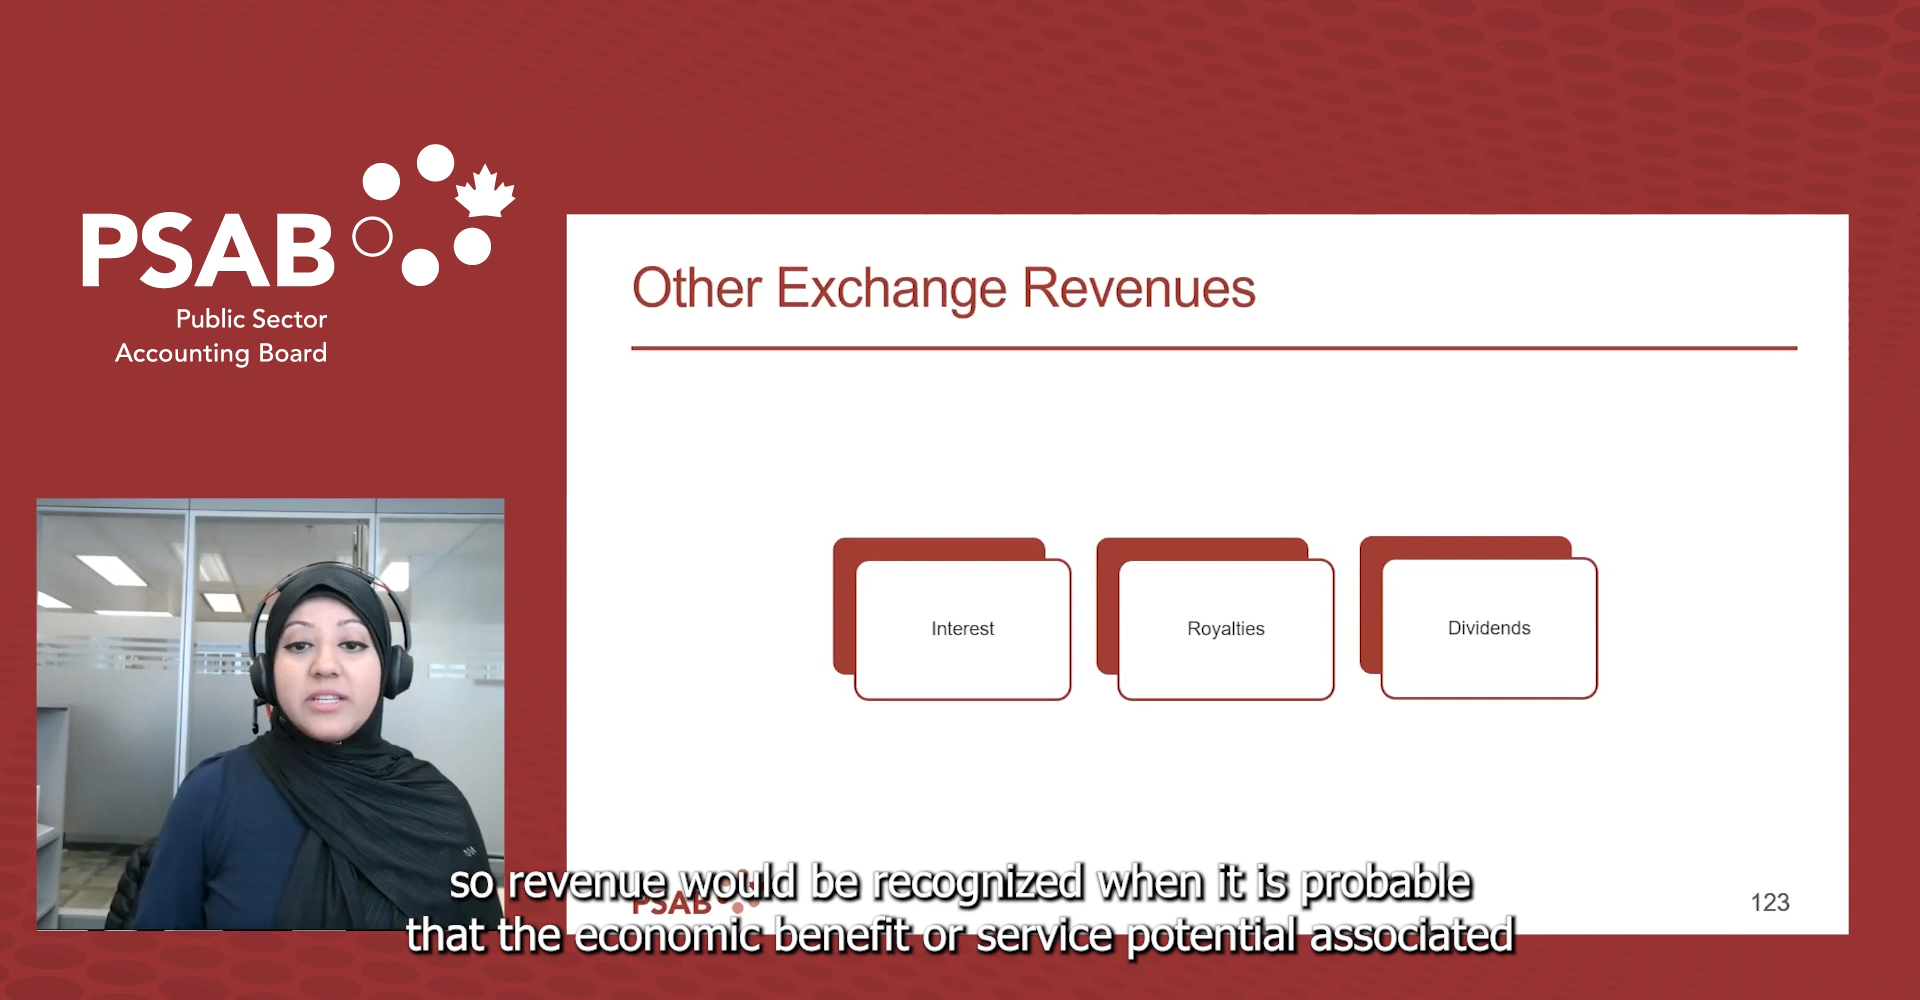 PSAB
Public Sector
Accounting Board
Other Exchange Revenues
Interest
Royalties
Dividends
PSAB
123
so revenue would be recognized when it is probable
that the economic benefit or service potential associated